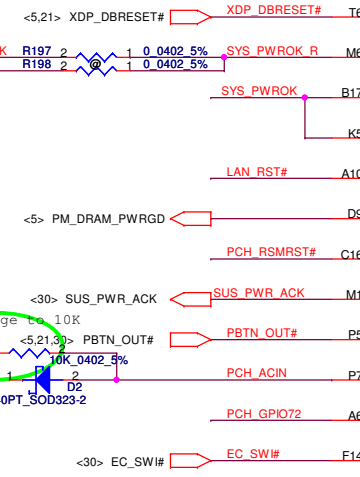 <5,21> XDP_DBRESET# XDP_DBRESET# T6
K R197 2 1 0_0402_5% SYS_PWROK_R M6
R198 2 @ 1 0_0402_5%
SYS_PWROK B17
K5
LAN_RST# A10
<5> PM_DRAM_PWRGD D9
PCH_RSMRST# C16
<30> SUS_PWR_ACK SUS_PWR_ACK M1
ge to 10K
<5,21,30> PBTN_OUT# PBTN_OUT# P5
2
10K_0402_5%
1 2 PCH_ACIN P7
D2
0PT_SOD323-2
PCH_GPIO72 A6
<30> EC_SWI# EC_SWI# F14